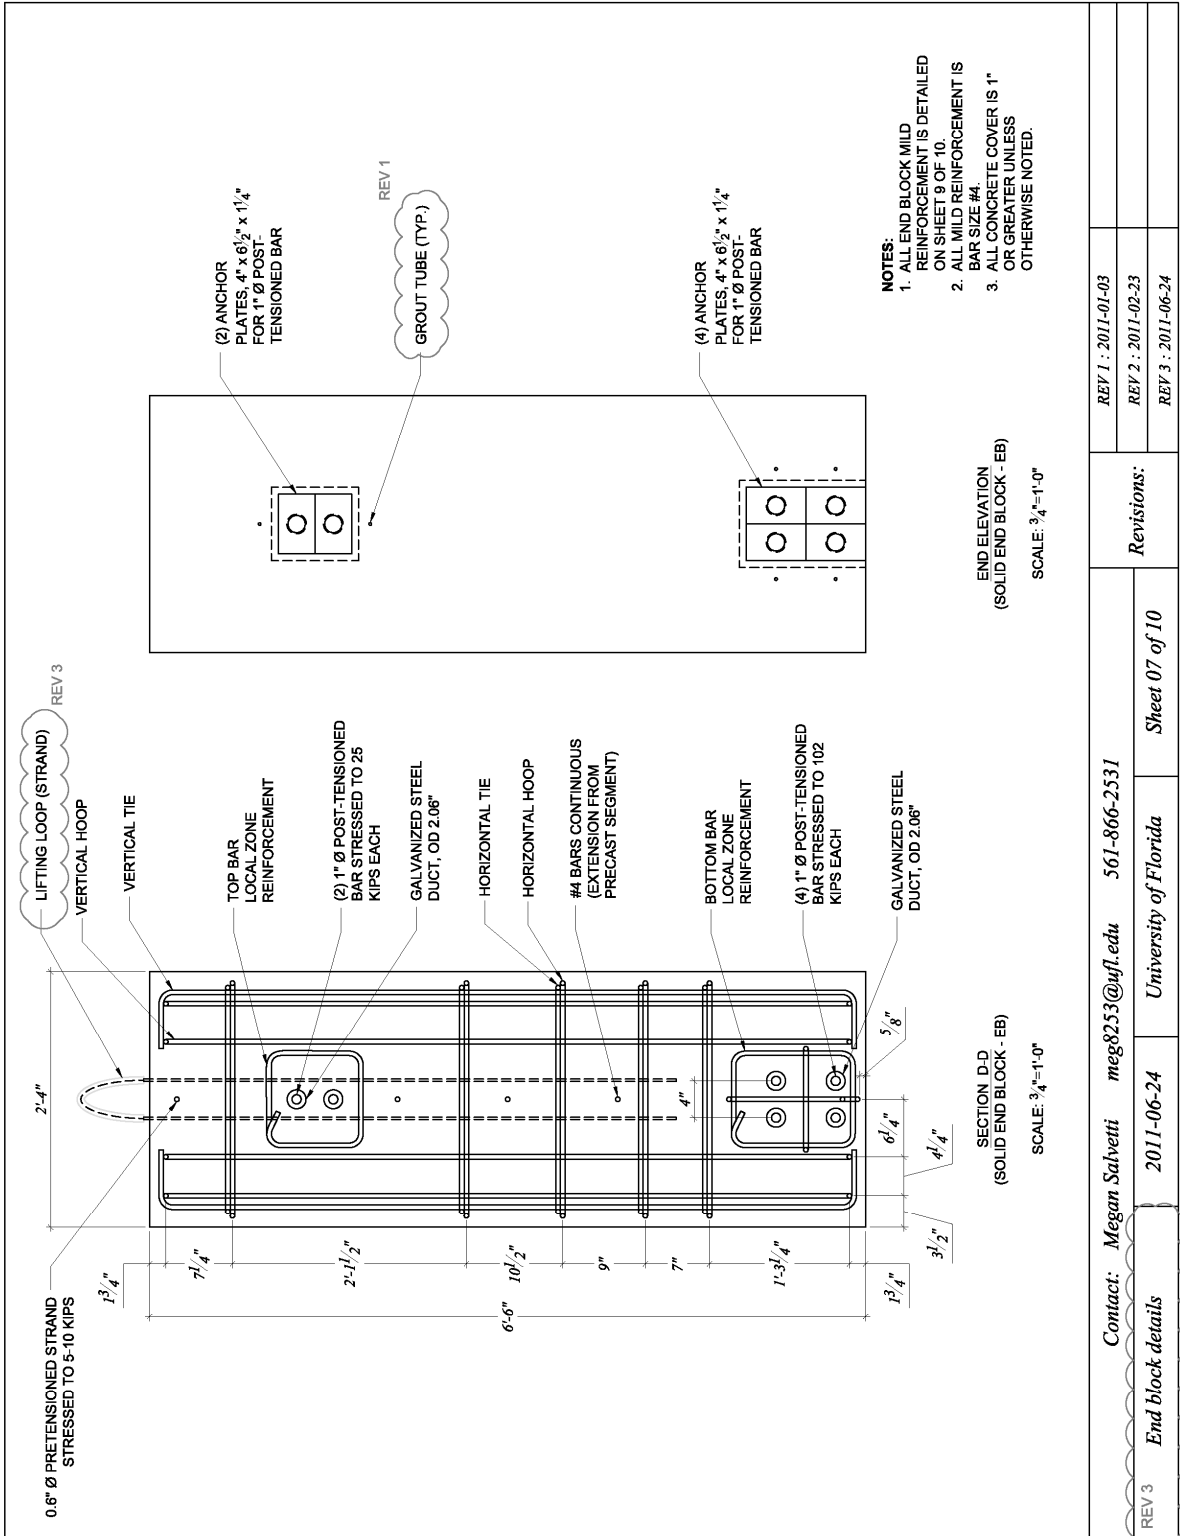 0.6" Ø PRETENSIONED STRAND
STRESSED TO 5-10 KIPS
LIFTING LOOP (STRAND)
REV 3
VERTICAL HOOP
VERTICAL TIE
TOP BAR
LOCAL ZONE
REINFORCEMENT
(2) 1" Ø POST-TENSIONED
BAR STRESSED TO 25
KIPS EACH
GALVANIZED STEEL
DUCT, OD 2.06"
HORIZONTAL TIE
HORIZONTAL HOOP
#4 BARS CONTINUOUS
(EXTENSION FROM
PRECAST SEGMENT)
BOTTOM BAR
LOCAL ZONE
REINFORCEMENT
(4) 1" Ø POST-TENSIONED
BAR STRESSED TO 102
KIPS EACH
GALVANIZED STEEL
DUCT, OD 2.06"
2'-4"
1 3/4"
7 1/4"
2'-1 1/2"
10 1/2"
9"
7"
1'-3 1/4"
1 3/4"
6'-6"
4"
5/8"
6 1/4"
4 1/4"
3 1/2"
SECTION D-D
(SOLID END BLOCK - EB)
SCALE: 3/4"=1'-0"
(2) ANCHOR
PLATES, 4" x 6 1/2" x 1 1/4"
FOR 1" Ø POST-
TENSIONED BAR
REV 1
GROUT TUBE (TYP.)
(4) ANCHOR
PLATES, 4" x 6 1/2" x 1 1/4"
FOR 1" Ø POST-
TENSIONED BAR
END ELEVATION
(SOLID END BLOCK - EB)
SCALE: 3/4"=1'-0"
NOTES:
1. ALL END BLOCK MILD
REINFORCEMENT IS DETAILED
ON SHEET 9 OF 10.
2. ALL MILD REINFORCEMENT IS
BAR SIZE #4.
3. ALL CONCRETE COVER IS 1"
OR GREATER UNLESS
OTHERWISE NOTED.
Contact: Megan Salvetti meg8253@ufl.edu 561-866-2531
REV 3
End block details
2011-06-24
University of Florida
Sheet 07 of 10
Revisions:
REV 1 : 2011-01-03
REV 2 : 2011-02-23
REV 3 : 2011-06-24